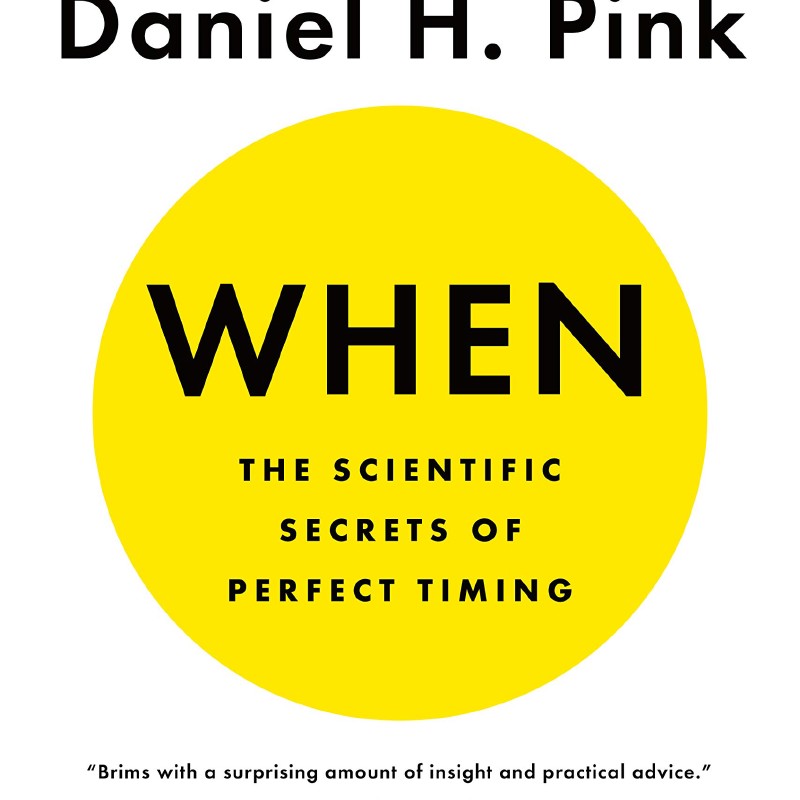 Daniel H. Pink
WHEN
THE SCIENTIFIC
SECRETS OF
PERFECT TIMING
“Brims with a surprising amount of insight and practical advice.”